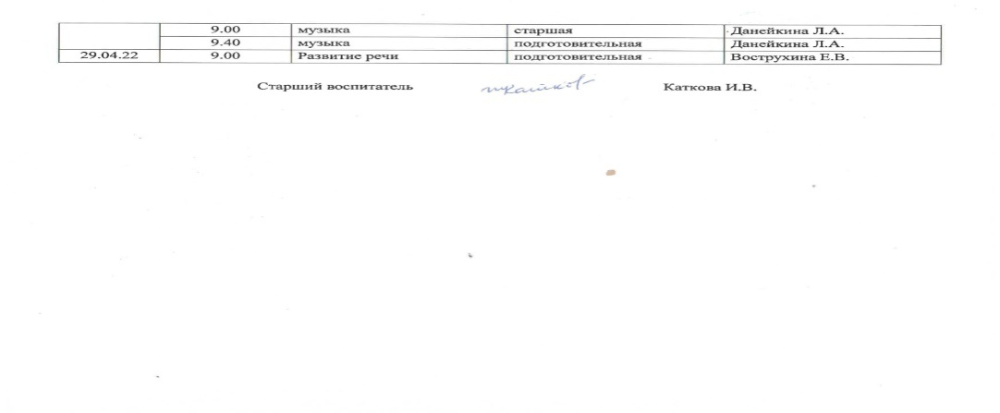 9.00 музыка старшая Данейкина Л.А.
9.40 музыка подготовительная Данейкина Л.А.
29.04.22 9.00 Развитие речи подготовительная Вострухина Е.В.
Старший воспитатель Каткова И.В.